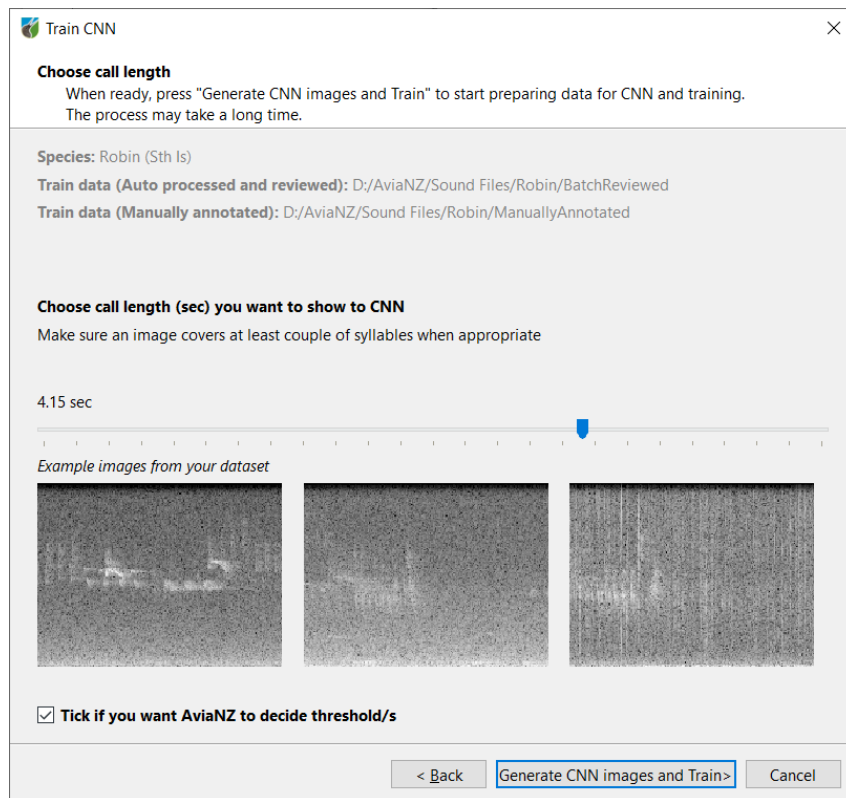 Train CNN
Choose call length
When ready, press "Generate CNN images and Train" to start preparing data for CNN and training.
The process may take a long time.
Species: Robin (Sth Is)
Train data (Auto processed and reviewed): D:/AviaNZ/Sound Files/Robin/BatchReviewed
Train data (Manually annotated): D:/AviaNZ/Sound Files/Robin/ManuallyAnnotated
Choose call length (sec) you want to show to CNN
Make sure an image covers at least couple of syllables when appropriate
4.15 sec
Example images from your dataset
Tick if you want AviaNZ to decide threshold/s
< Back Generate CNN images and Train> Cancel